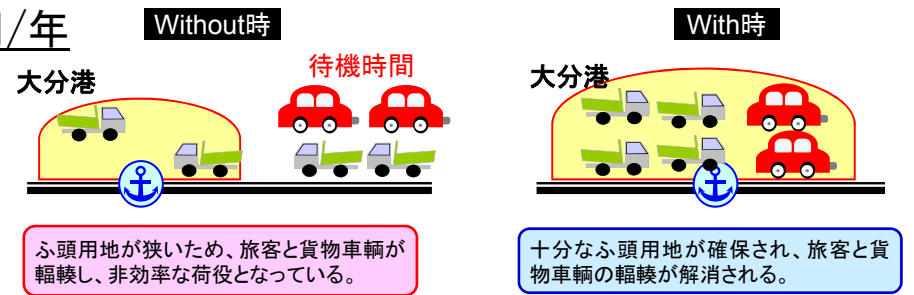 /年
Without時
With時
待機時間
大分港
大分港
ふ頭用地が狭いため、旅客と貨物車輌が
輻輳し、非効率な荷役となっている。
十分なふ頭用地が確保され、旅客と貨
物車輌の輻輳が解消される。